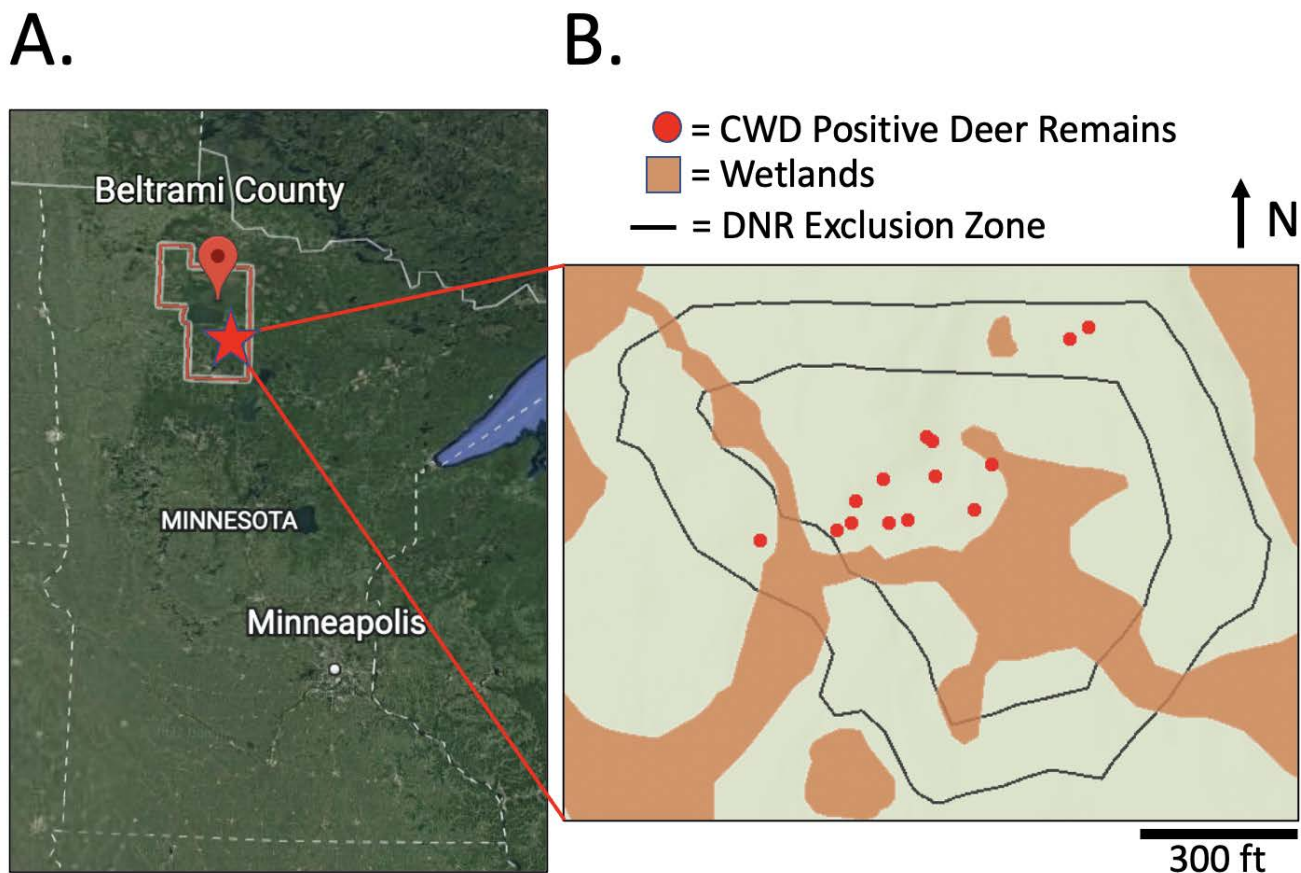 A.
B.
= CWD Positive Deer Remains
= Wetlands
= DNR Exclusion Zone
N
Beltrami County
MINNESOTA
Minneapolis
300 ft